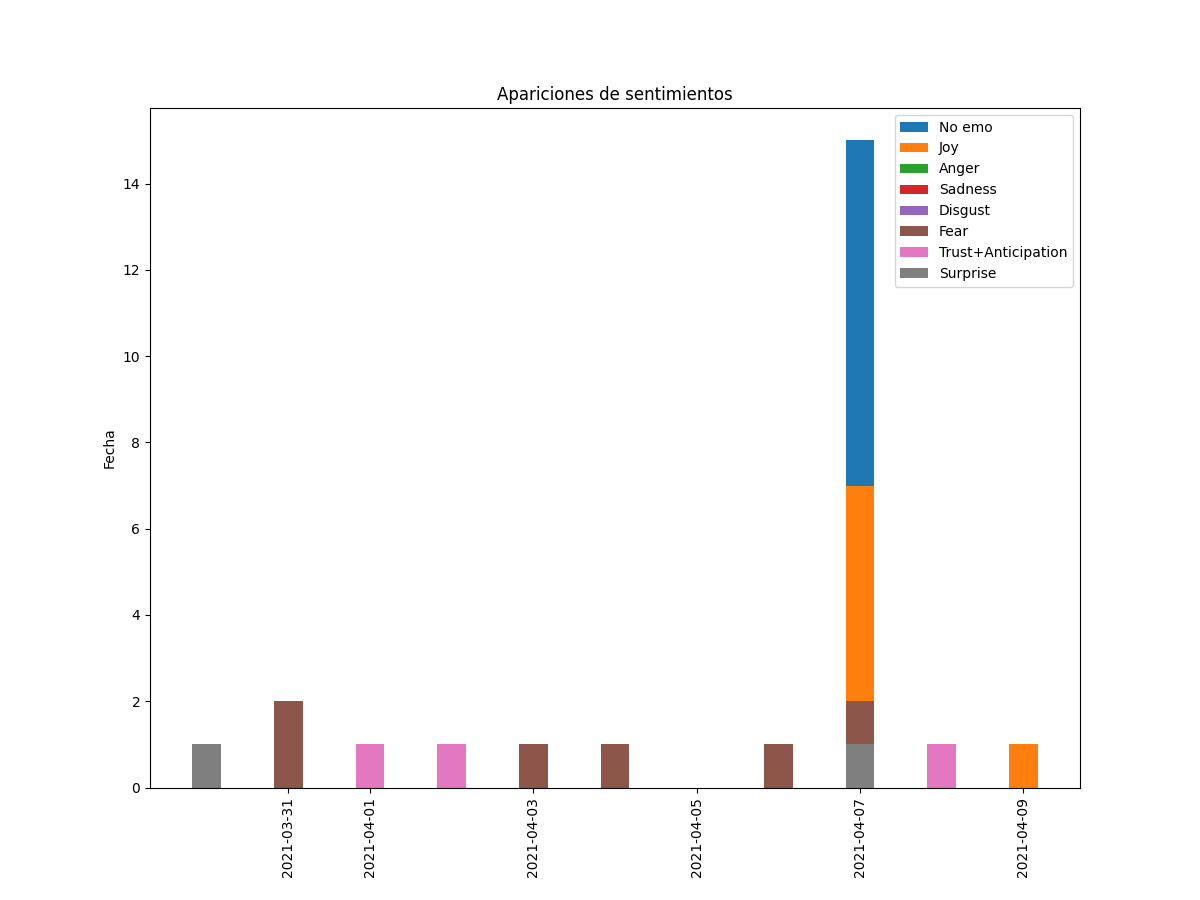 Apariciones de sentimientos
No emo
Joy
Anger
Sadness
Disgust
Fear
Trust+Anticipation
Surprise
Fecha
14
12
10
8
6
4
2
0
2021-03-31
2021-04-01
2021-04-03
2021-04-05
2021-04-07
2021-04-09